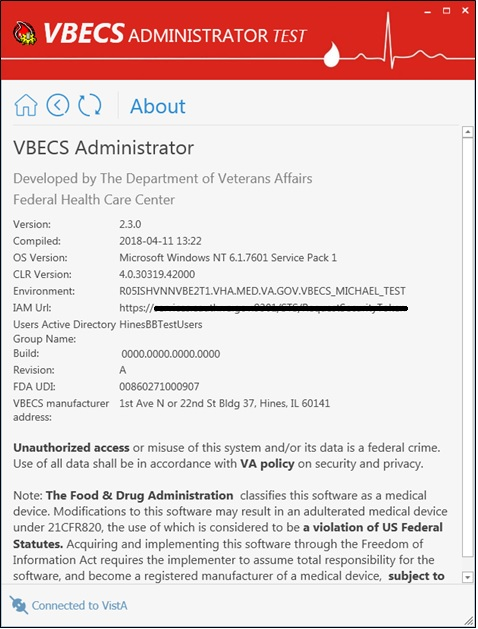 VBECS ADMINISTRATOR TEST
About
VBECS Administrator
Developed by The Department of Veterans Affairs
Federal Health Care Center
Version: 2.3.0
Compiled: 2018-04-11 13:22
OS Version: Microsoft Windows NT 6.1.7601 Service Pack 1
CLR Version: 4.0.30319.42000
Environment: R05ISHVNNVBE2T1.VHA.MED.VA.GOV.VBECS_MICHAEL_TEST
IAM Url: https://
Users Active Directory HinesBBTestUsers
Group Name:
Build: 0000.0000.0000.0000
Revision: A
FDA UDI: 00860271000907
VBECS manufacturer 1st Ave N or 22nd St Bldg 37, Hines, IL 60141
address:
Unauthorized access or misuse of this system and/or its data is a federal crime.
Use of all data shall be in accordance with VA policy on security and privacy.
Note: The Food & Drug Administration classifies this software as a medical
device. Modifications to this software may result in an adulterated medical device
under 21CFR820, the use of which is considered to be a violation of US Federal
Statutes. Acquiring and implementing this software through the Freedom of
Information Act requires the implementer to assume total responsibility for the
software, and become a registered manufacturer of a medical device, subject to
Connected to VistA